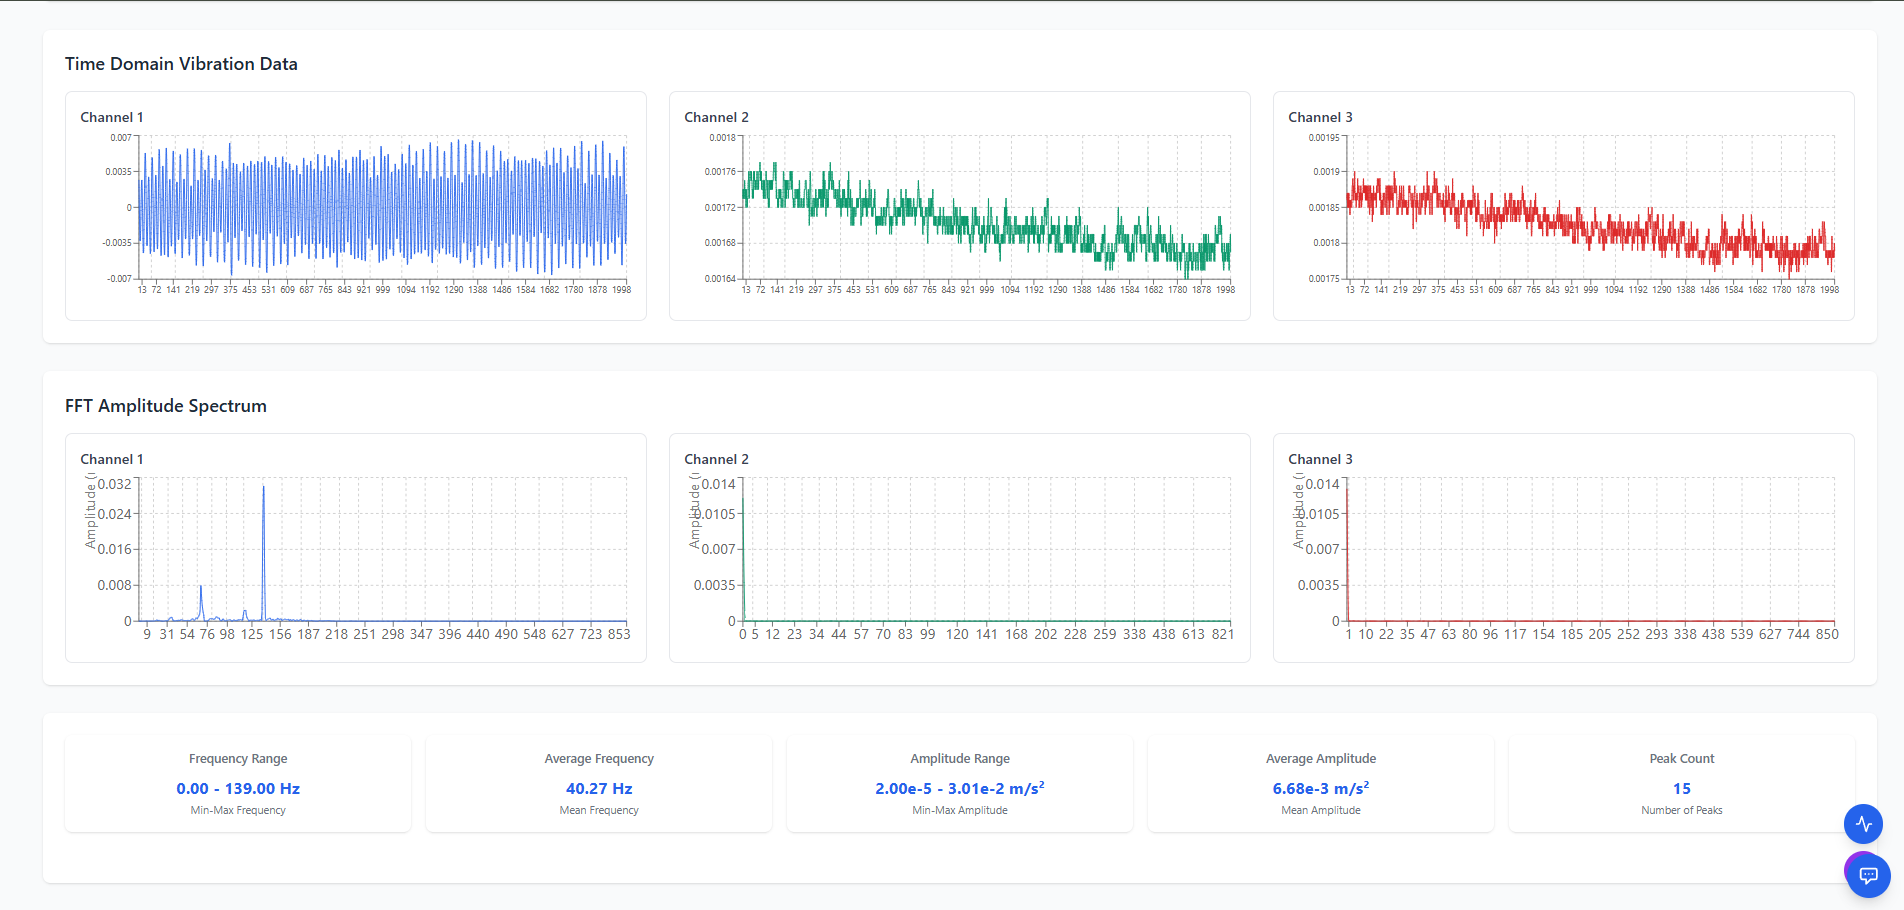 Time Domain Vibration Data
Channel 1
0.007
0.0035
0
-0.0035
-0.007
13 72 141 219 297 375 453 531 609 687 765 843 921 999 1094 1192 1290 1388 1486 1584 1682 1780 1878 1998
Channel 2
0.0018
0.00176
0.00172
0.00168
0.00164
13 72 141 219 297 375 453 531 609 687 765 843 921 999 1094 1192 1290 1388 1486 1584 1682 1780 1878 1998
Channel 3
0.00195
0.0019
0.00185
0.0018
0.00175
13 72 141 219 297 375 453 531 609 687 765 843 921 999 1094 1192 1290 1388 1486 1584 1682 1780 1878 1998
FFT Amplitude Spectrum
Channel 1
Amplitude (
0.032
0.024
0.016
0.008
0
9 31 54 76 98 125 156 187 218 251 298 347 396 440 490 548 627 723 853
Channel 2
Amplitude (
0.014
0.0105
0.007
0.0035
0
0 5 12 23 34 44 57 70 83 99 120 141 168 202 228 259 338 438 613 821
Channel 3
Amplitude (
0.014
0.0105
0.007
0.0035
0
1 10 22 35 47 63 80 96 117 154 185 205 252 293 338 438 539 627 744 850
Frequency Range
0.00 - 139.00 Hz
Min-Max Frequency
Average Frequency
40.27 Hz
Mean Frequency
Amplitude Range
2.00e-5 - 3.01e-2 m/s²
Min-Max Amplitude
Average Amplitude
6.68e-3 m/s²
Mean Amplitude
Peak Count
15
Number of Peaks